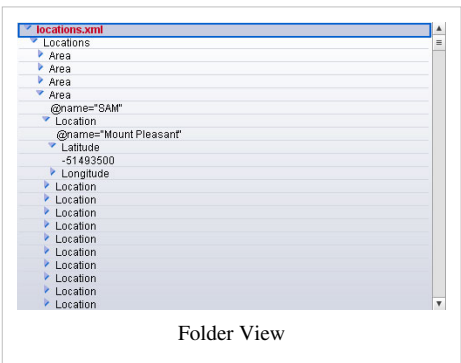 locations.xml
Locations
Area
Area
Area
Area
@name="SAM"
Location
@name="Mount Pleasant"
Latitude
-51493500
Longitude
Location
Location
Location
Location
Location
Location
Location
Location
Location
Location
Folder View